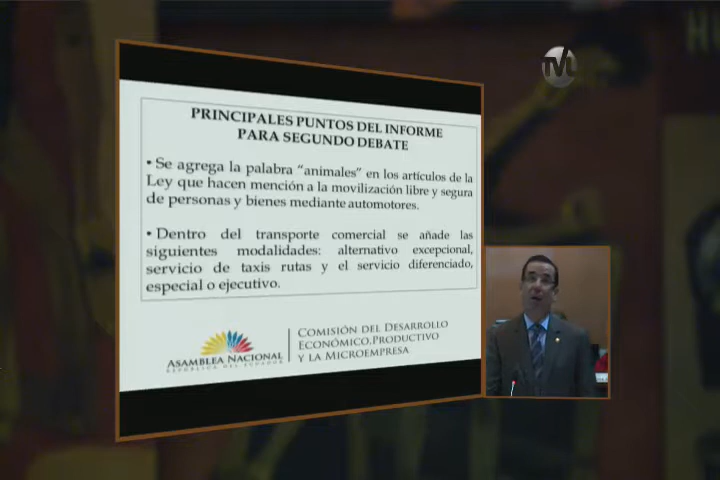 TVL
PRINCIPALES PUNTOS DEL INFORME
PARA SEGUNDO DEBATE
• Se agrega la palabra “animales” en los artículos de la
Ley que hacen mención a la movilización libre y segura
de personas y bienes mediante automotores.
• Dentro del transporte comercial se añade las
siguientes modalidades: alternativo excepcional,
servicio de taxis rutas y el servicio diferenciado,
especial o ejecutivo.
ASAMBLEA NACIONAL
REPÚBLICA DEL ECUADOR
COMISIÓN DEL DESARROLLO
ECONÓMICO, PRODUCTIVO
Y LA MICROEMPRESA